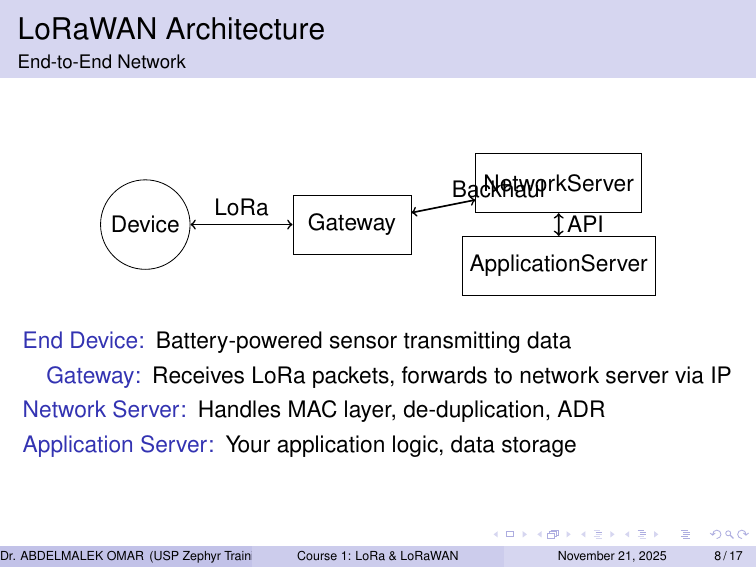 LoRaWAN Architecture
End-to-End Network
Device
LoRa
Gateway
Backhaul
NetworkServer
API
ApplicationServer
End Device: Battery-powered sensor transmitting data
Gateway: Receives LoRa packets, forwards to network server via IP
Network Server: Handles MAC layer, de-duplication, ADR
Application Server: Your application logic, data storage
Dr. ABDELMALEK OMAR (USP Zephyr Train
Course 1: LoRa & LoRaWAN
November 21, 2025
8 / 17